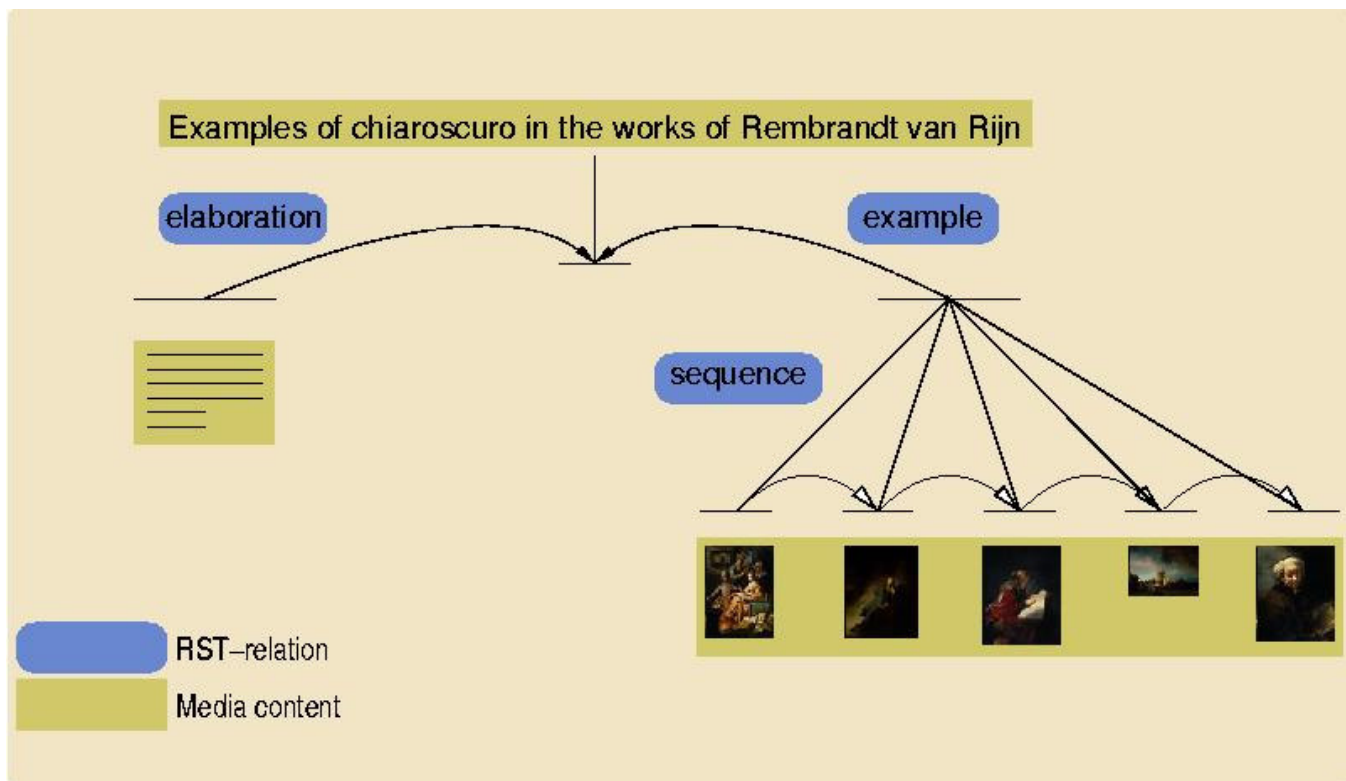 Examples of chiaroscuro in the works of Rembrandt van Rijn
elaboration
example
sequence
RST–relation
Media content